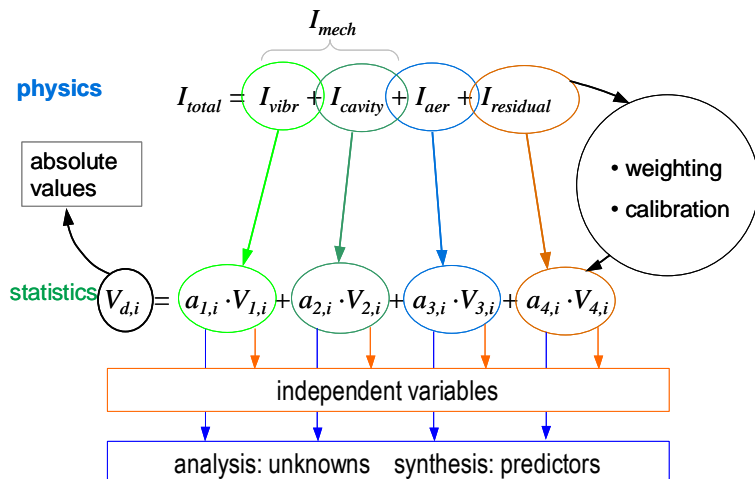 I_mech
physics
I_total = I_vibr + I_cavity + I_aer + I_residual
absolute
values
• weighting
• calibration
statistics
V_d,i = a_1,i · V_1,i + a_2,i · V_2,i + a_3,i · V_3,i + a_4,i · V_4,i
independent variables
analysis: unknowns synthesis: predictors